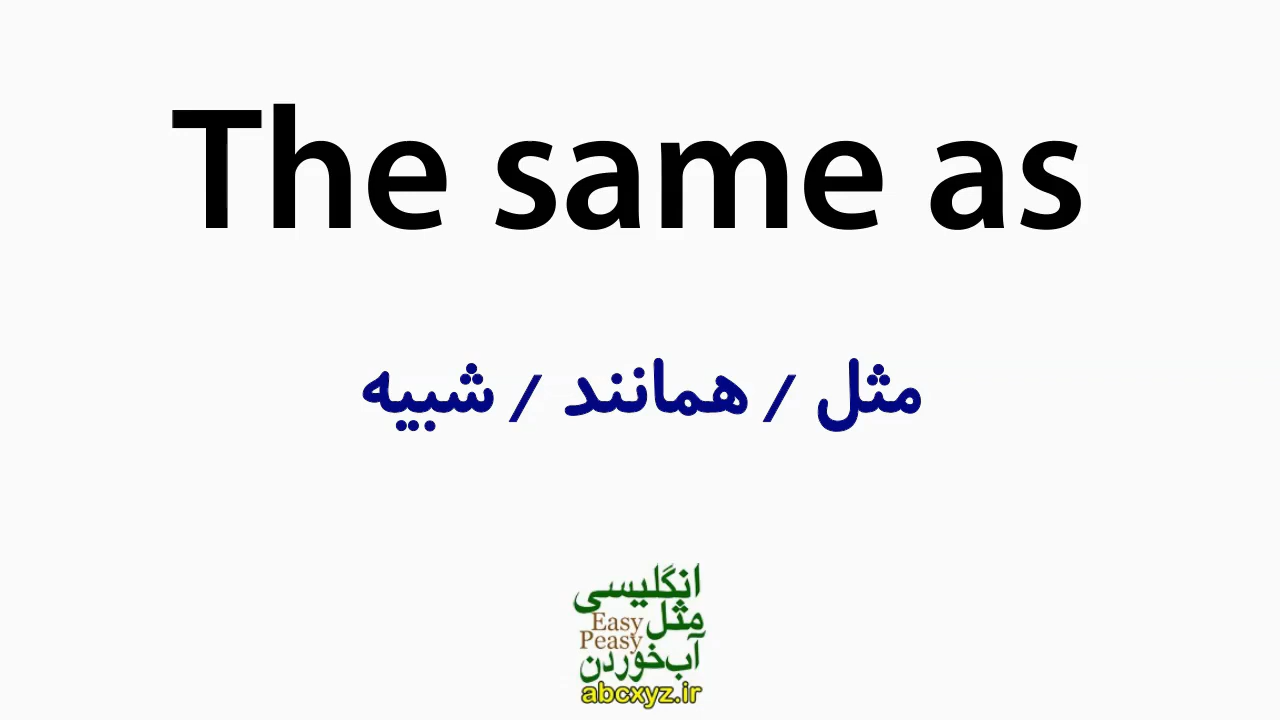 The same as
مثل / همانند / شبیه
انگلیسی
مثل Easy
Peasy
آب‌خوردن
abcxyz.ir